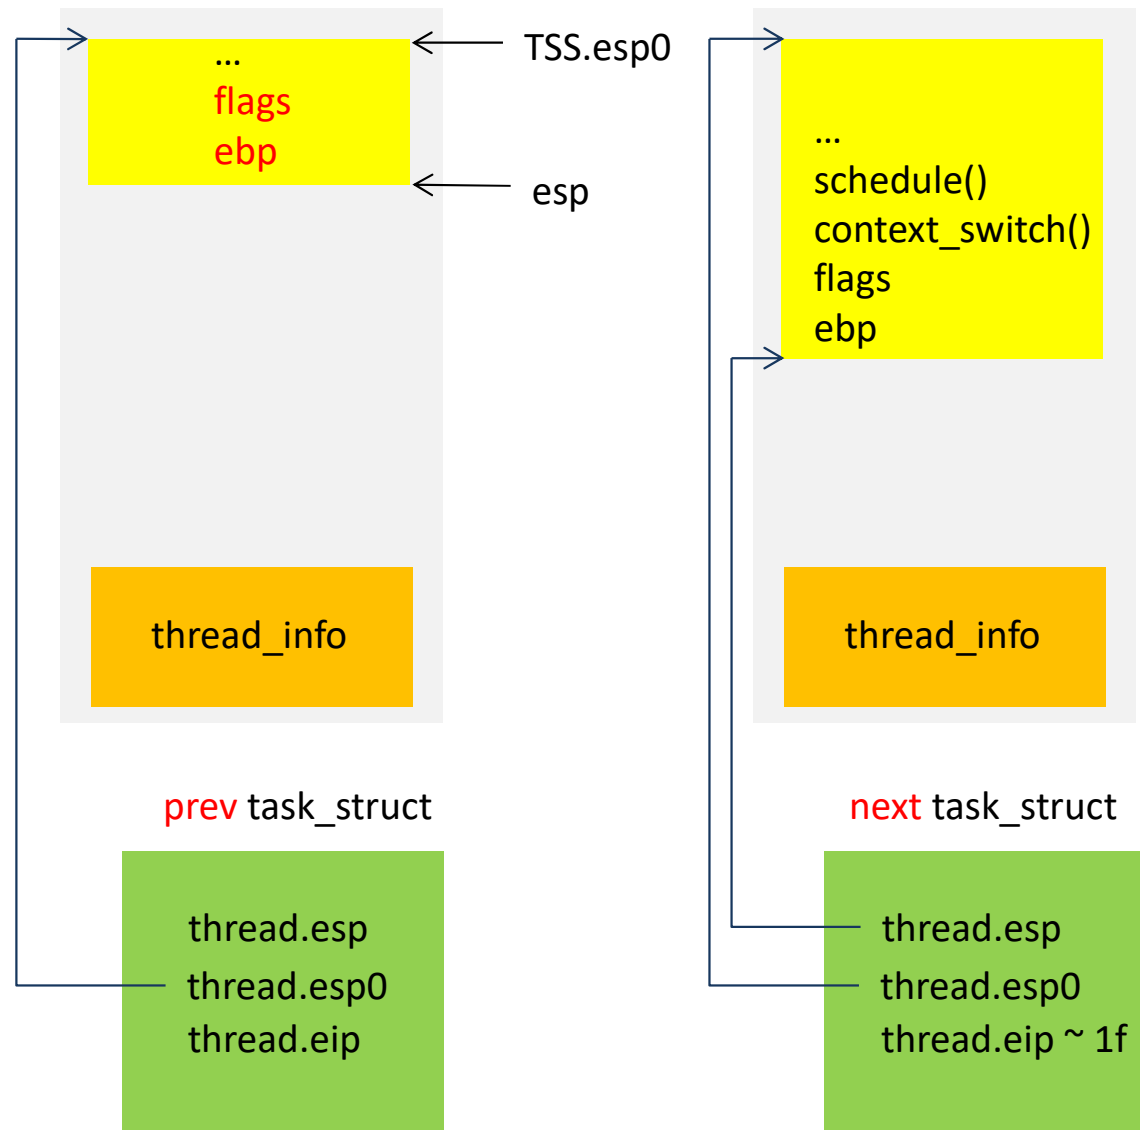 ...
flags
ebp
TSS.esp0
esp
thread_info
prev task_struct
thread.esp
thread.esp0
thread.eip
...
schedule()
context_switch()
flags
ebp
thread_info
next task_struct
thread.esp
thread.esp0
thread.eip ~ 1f